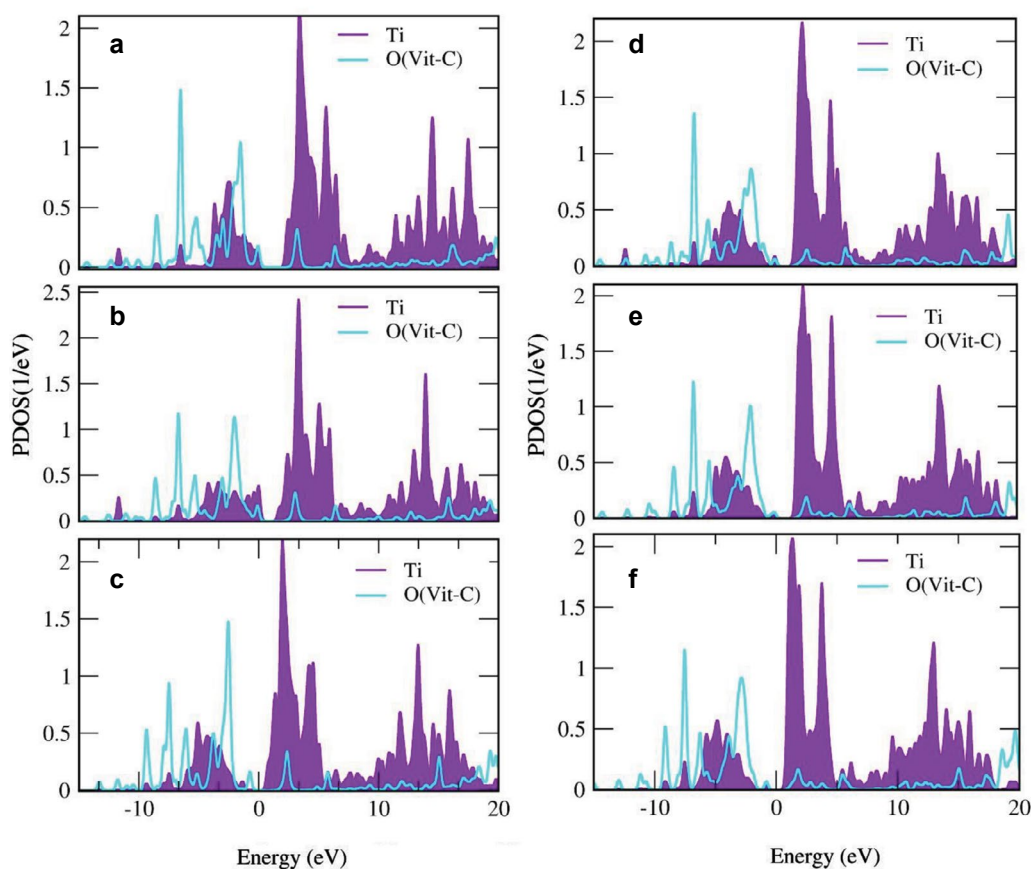 a
Ti
O(Vit-C)
2
1.5
1
0.5
0
b
Ti
O(Vit-C)
2.5
2
1.5
1
0.5
0
c
Ti
O(Vit-C)
2
1.5
1
0.5
0
-10 0 10 20
PDOS(1/eV)
Energy (eV)
d
Ti
O(Vit-C)
2
1.5
1
0.5
0
e
Ti
O(Vit-C)
2
1.5
1
0.5
0
f
Ti
O(Vit-C)
2
1.5
1
0.5
0
-10 0 10 20
PDOS(1/eV)
Energy (eV)